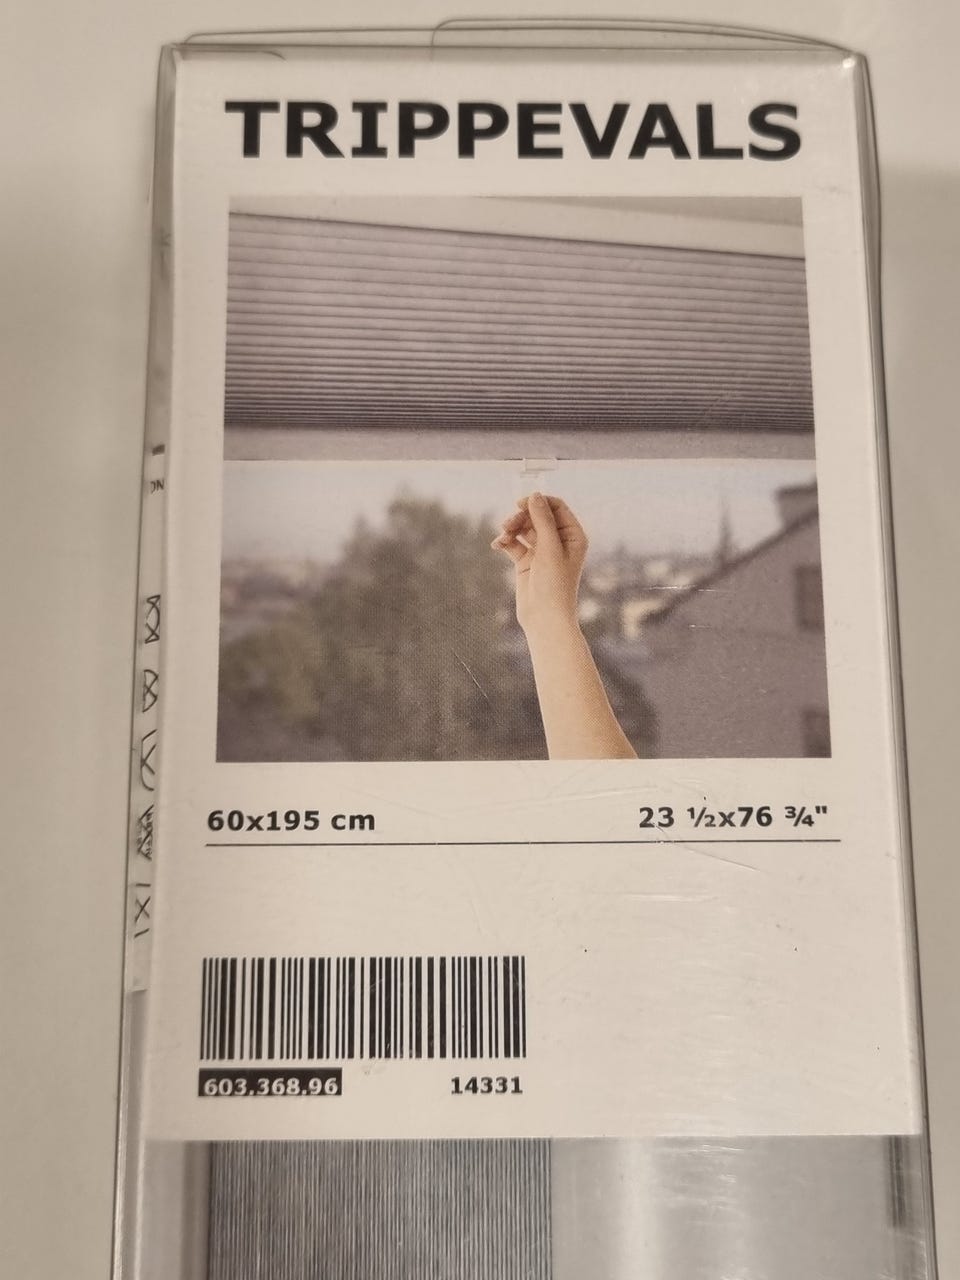 TRIPPEVALS
60x195 cm
23 ½x76 ¾"
603.368.96
14331